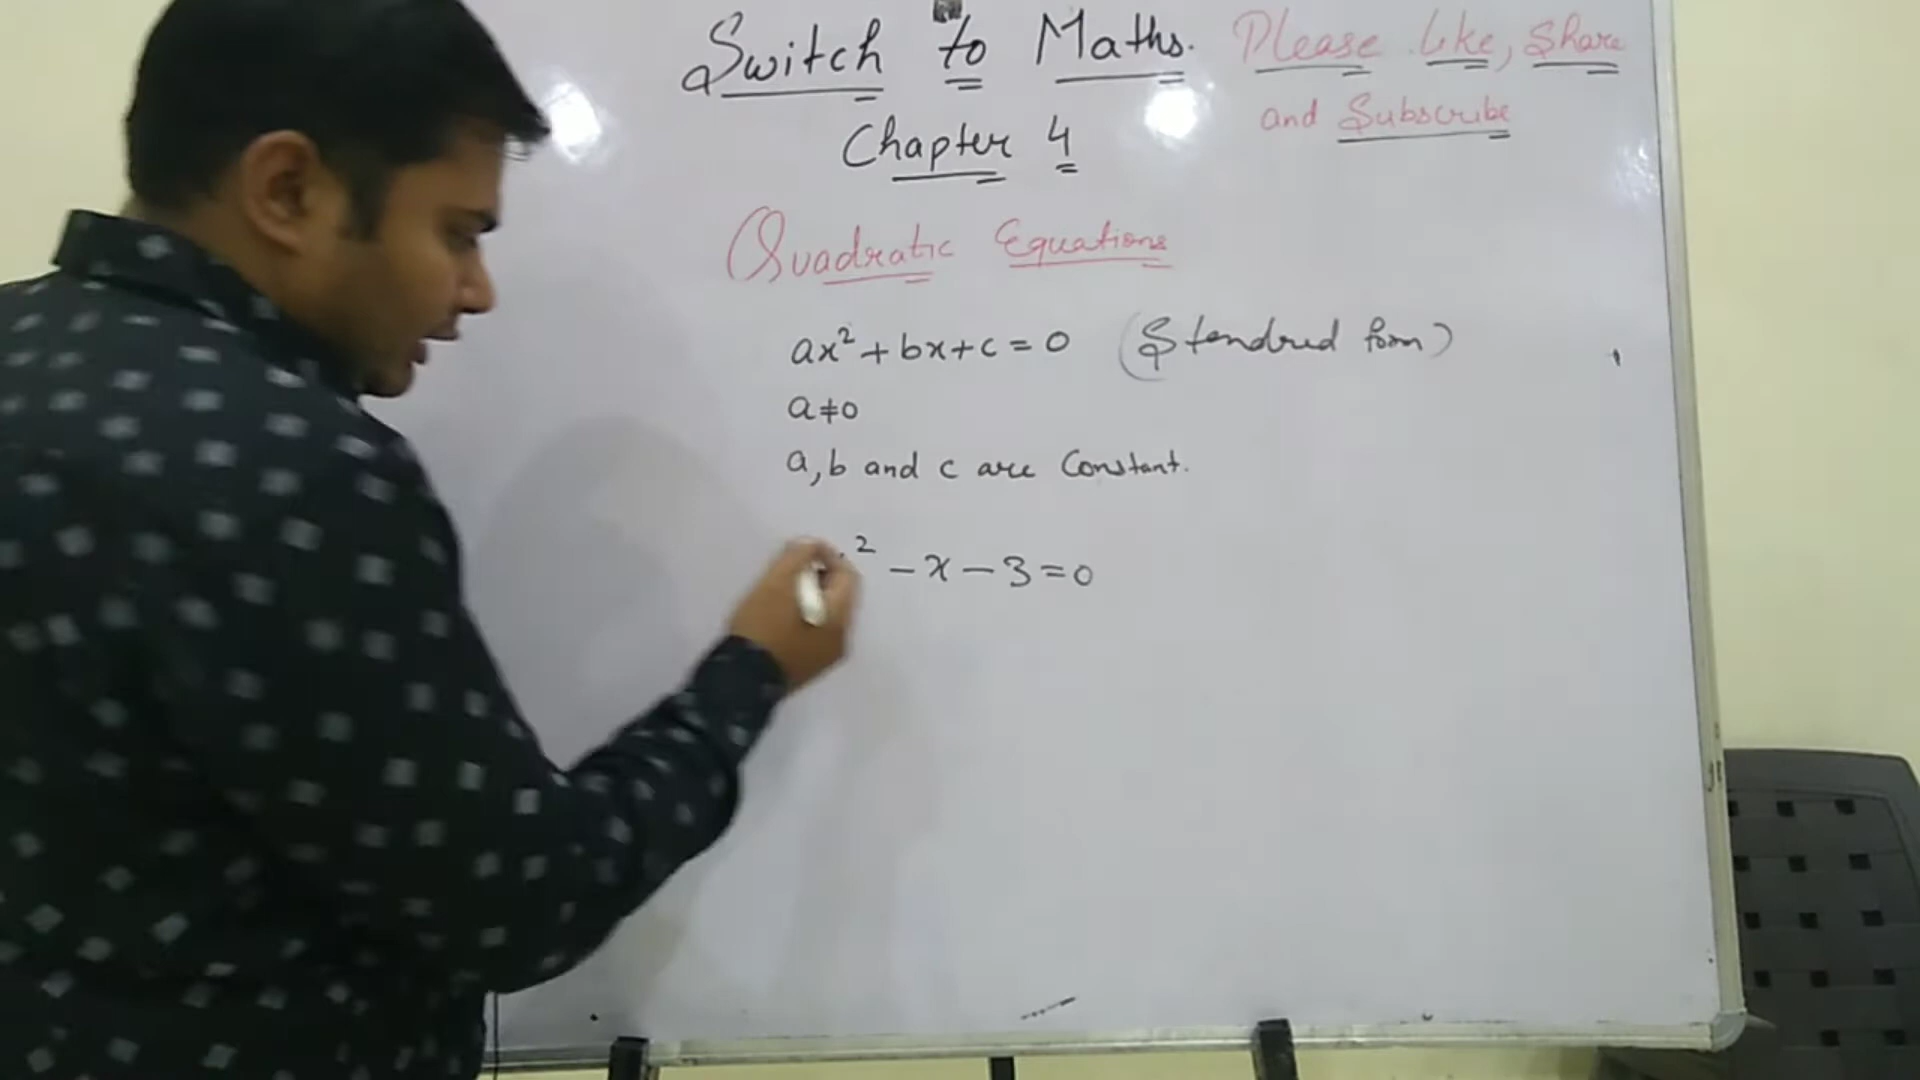 Switch to Maths. Please Like, Share
and Subscribe
Chapter 4
Quadratic Equations
ax² + bx + c = 0 (Standred form)
a ≠ 0
a, b and c are Constant.
² - x - 3 = 0